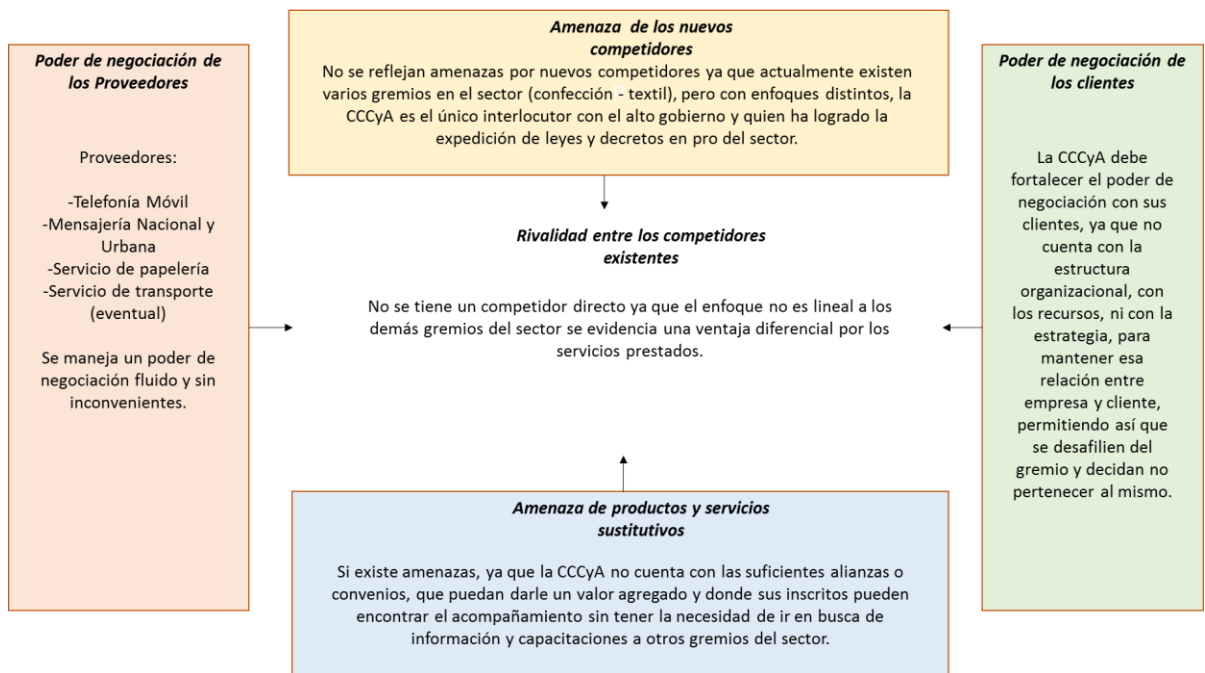 Amenaza de los nuevos
competidores
No se reflejan amenazas por nuevos competidores ya que actualmente existen
varios gremios en el sector (confección - textil), pero con enfoques distintos, la
CCCyA es el único interlocutor con el alto gobierno y quien ha logrado la
expedición de leyes y decretos en pro del sector.
Poder de negociación de
los Proveedores
Proveedores:
-Telefonía Móvil
-Mensajería Nacional y
Urbana
-Servicio de papelería
-Servicio de transporte
(eventual)
Se maneja un poder de
negociación fluido y sin
inconvenientes.
Rivalidad entre los competidores
existentes
No se tiene un competidor directo ya que el enfoque no es lineal a los
demás gremios del sector se evidencia una ventaja diferencial por los
servicios prestados.
Poder de negociación de
los clientes
La CCCyA debe
fortalecer el poder de
negociación con sus
clientes, ya que no
cuenta con la
estructura
organizacional, con
los recursos, ni con la
estrategia, para
mantener esa
relación entre
empresa y cliente,
permitiendo así que
se desafilien del
gremio y decidan no
pertenecer al mismo.
Amenaza de productos y servicios
sustitutivos
Si existe amenazas, ya que la CCCyA no cuenta con las suficientes alianzas o
convenios, que puedan darle un valor agregado y donde sus inscritos pueden
encontrar el acompañamiento sin tener la necesidad de ir en busca de
información y capacitaciones a otros gremios del sector.